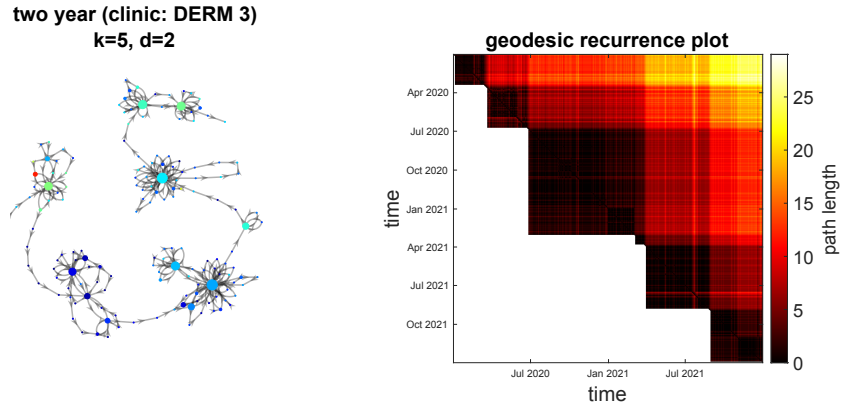 two year (clinic: DERM 3)
k=5, d=2
geodesic recurrence plot
Apr 2020
Jul 2020
Oct 2020
Jan 2021
Apr 2021
Jul 2021
Oct 2021
time
Jul 2020
Jan 2021
Jul 2021
time
25
20
15
10
5
0
path length